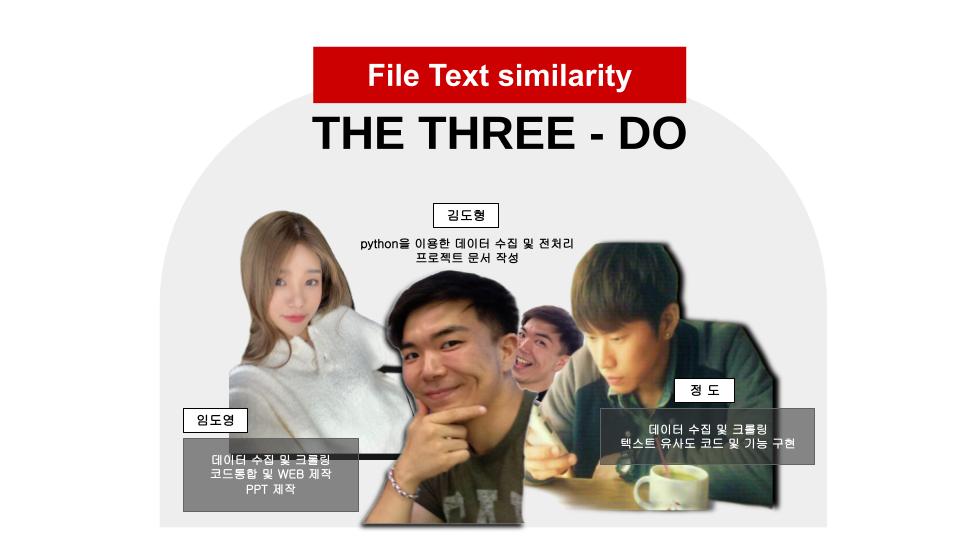 File Text similarity
THE THREE - DO
김도형
python을 이용한 데이터 수집 및 전처리
프로젝트 문서 작성
정 도
데이터 수집 및 크롤링
텍스트 유사도 코드 및 기능 구현
임도영
데이터 수집 및 크롤링
코드통합 및 WEB 제작
PPT 제작